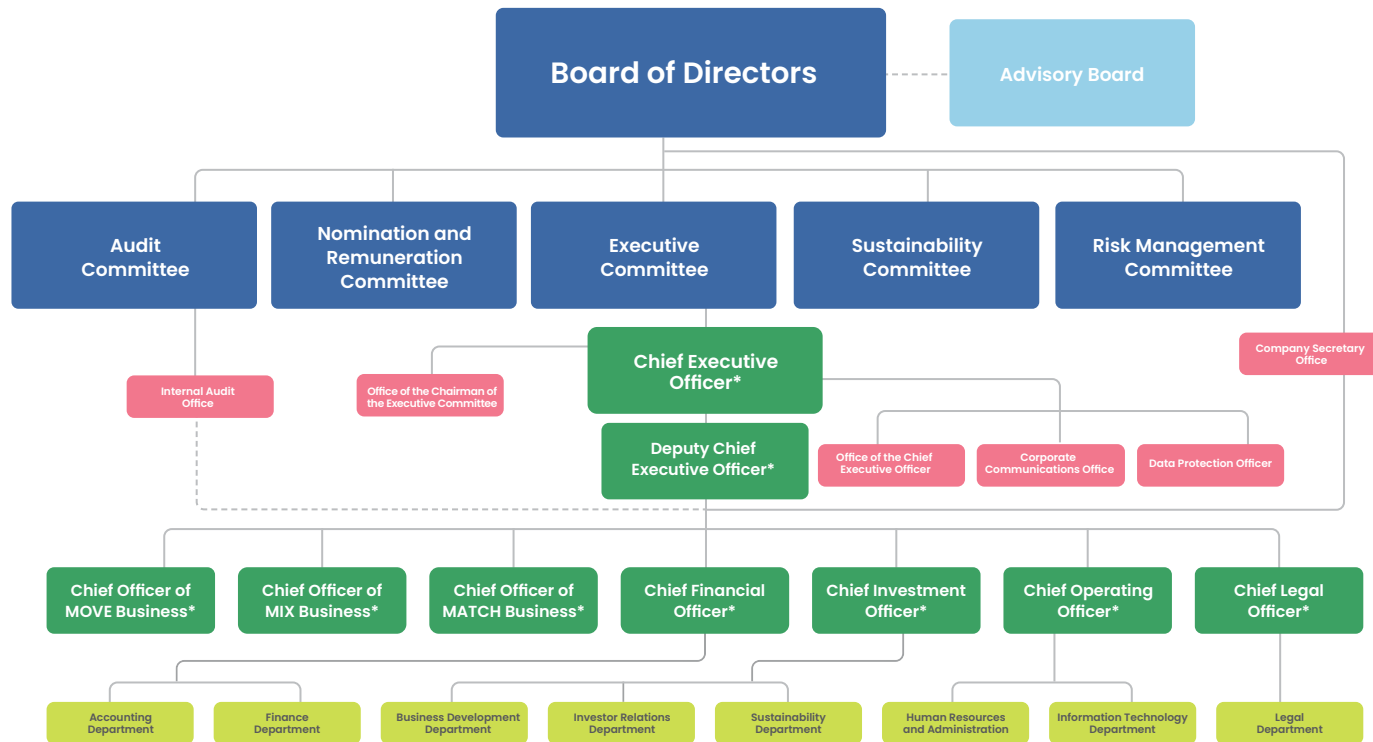 Board of Directors
Advisory Board
Audit
Committee
Nomination and
Remuneration
Committee
Executive
Committee
Sustainability
Committee
Risk Management
Committee
Chief Executive
Officer*
Company Secretary
Office
Internal Audit
Office
Office of the Chairman of
the Executive Committee
Deputy Chief
Executive Officer*
Office of the Chief
Executive Officer
Corporate
Communications Office
Data Protection Officer
Chief Officer of
MOVE Business*
Chief Officer of
MIX Business*
Chief Officer of
MATCH Business*
Chief Financial
Officer*
Chief Investment
Officer*
Chief Operating
Officer*
Chief Legal
Officer*
Accounting
Department
Finance
Department
Business Development
Department
Investor Relations
Department
Sustainability
Department
Human Resources
and Administration
Information Technology
Department
Legal
Department